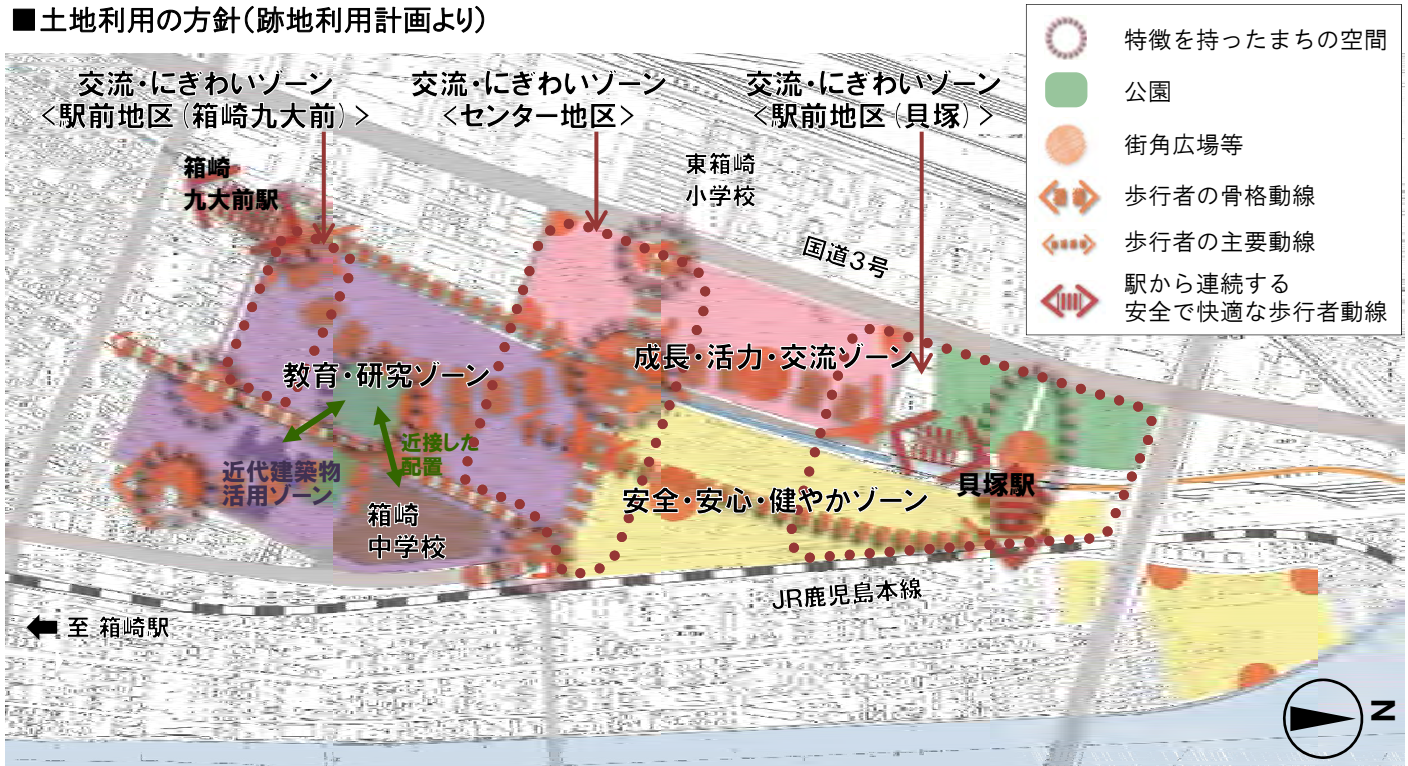 ■土地利用の方針(跡地利用計画より)
特徴を持ったまちの空間
公園
街角広場等
歩行者の骨格動線
歩行者の主要動線
駅から連続する
安全で快適な歩行者動線
交流・にぎわいゾーン
<駅前地区(箱崎九大前)>
交流・にぎわいゾーン
<センター地区>
交流・にぎわいゾーン
<駅前地区(貝塚)>
箱崎
九大前駅
東箱崎
小学校
国道3号
成長・活力・交流ゾーン
教育・研究ゾーン
近接した
配置
近代建築物
活用ゾーン
貝塚駅
安全・安心・健やかゾーン
箱崎
中学校
JR鹿児島本線
至 箱崎駅
N